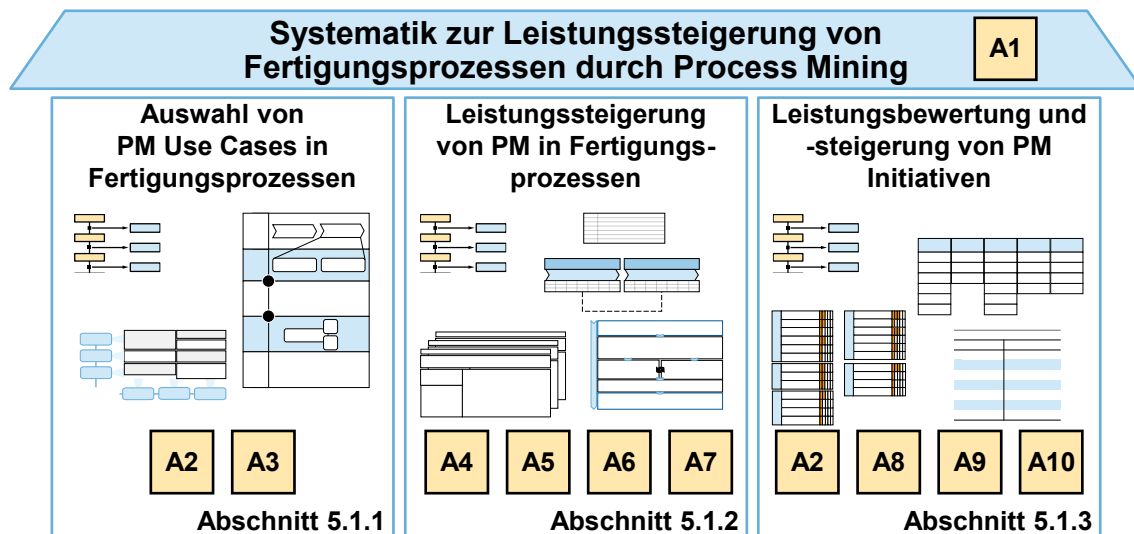 Systematik zur Leistungssteigerung von
Fertigungsprozessen durch Process Mining
A1
Auswahl von
PM Use Cases in
Fertigungsprozessen
A2
A3
Abschnitt 5.1.1
Leistungssteigerung
von PM in Fertigungs-
prozessen
A4
A5
A6
A7
Abschnitt 5.1.2
Leistungsbewertung und
-steigerung von PM
Initiativen
A2
A8
A9
A10
Abschnitt 5.1.3